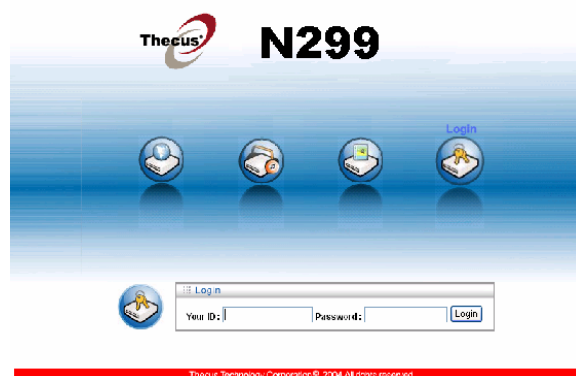 Thecus®
N299
Login
Login
Your ID:
Password:
Login
Thecus Technology Corporation © 2004 All rights reserved